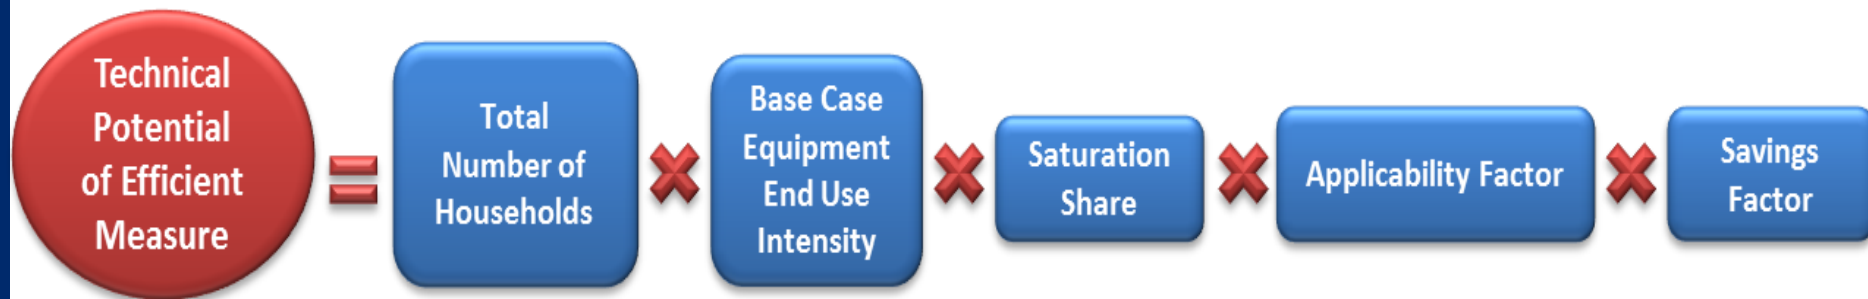 Technical
Potential
of Efficient
Measure
=
Total
Number of
Households
×
Base Case
Equipment
End Use
Intensity
×
Saturation
Share
×
Applicability Factor
×
Savings
Factor